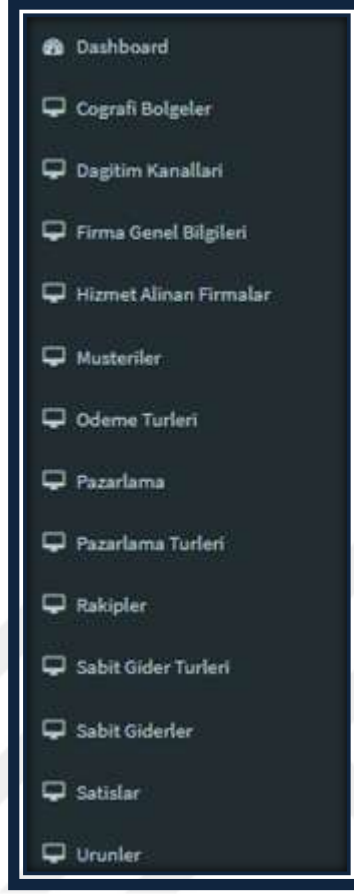 Dashboard
Cografi Bolgeler
Dagitim Kanallari
Firma Genel Bilgileri
Hizmet Alinan Firmalar
Musteriler
Odeme Turleri
Pazarlama
Pazarlama Turleri
Rakipler
Sabit Gider Turleri
Sabit Giderler
Satislar
Urunler